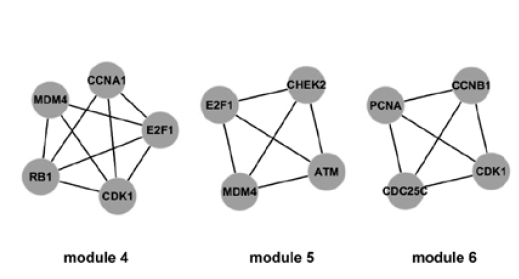 CCNA1
MDM4
E2F1
RB1
CDK1
module 4
CHEK2
E2F1
ATM
MDM4
module 5
CCNB1
PCNA
CDK1
CDC25C
module 6